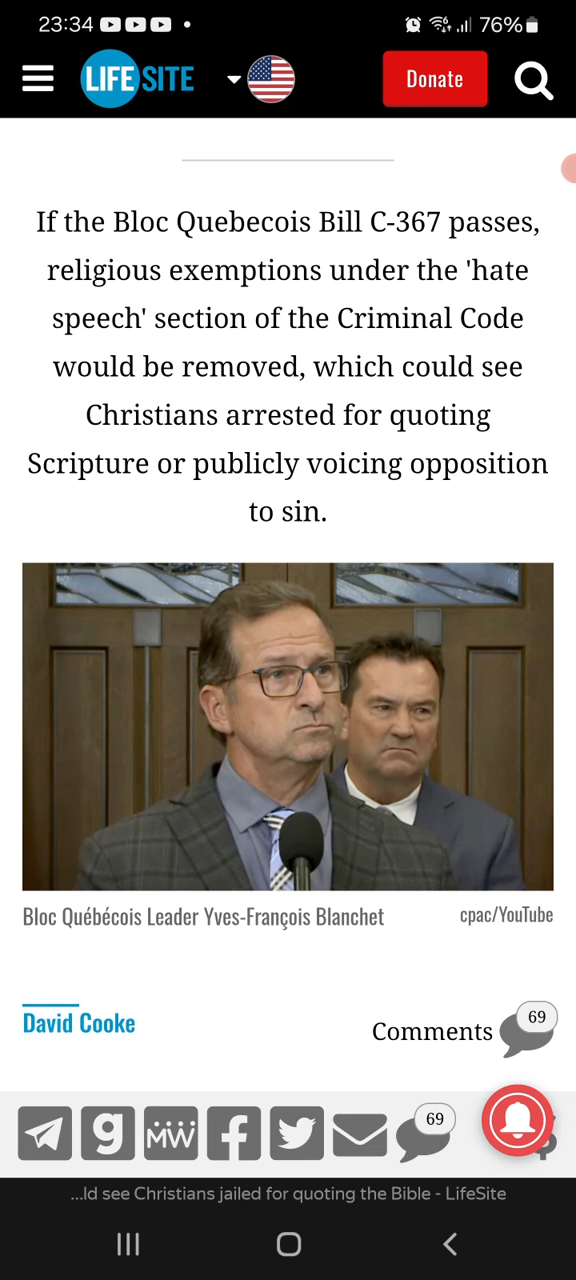 23:34
76%
LIFE SITE
Donate
If the Bloc Quebecois Bill C-367 passes,
religious exemptions under the 'hate
speech' section of the Criminal Code
would be removed, which could see
Christians arrested for quoting
Scripture or publicly voicing opposition
to sin.
Bloc Québécois Leader Yves-François Blanchet
cpac/YouTube
David Cooke
Comments 69
g MW f 69
...ld see Christians jailed for quoting the Bible - LifeSite